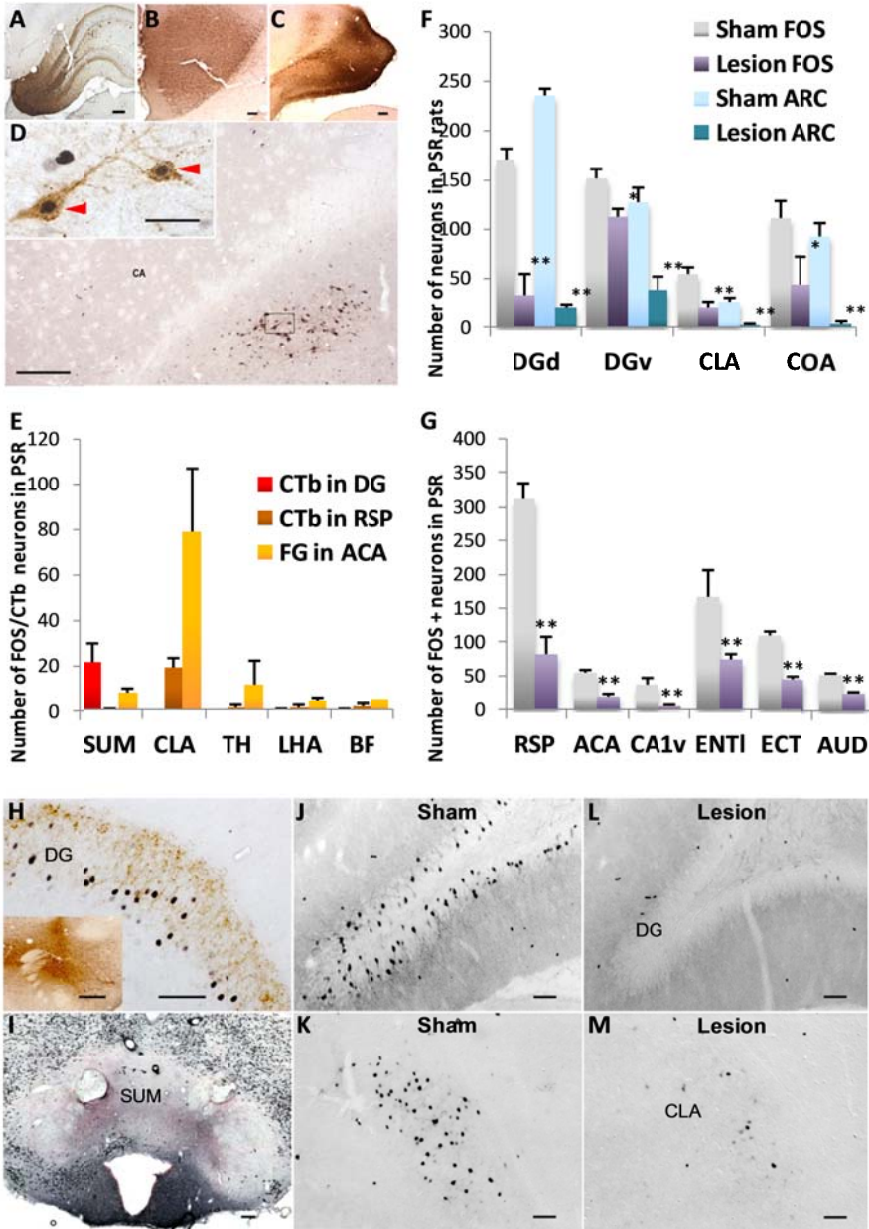 A
B
C
D
CA
E
Number of FOS/CTb neurons in PSR
120
100
80
60
40
20
0
CTb in DG
CTb in RSP
FG in ACA
SUM CLA TH LHA BF
F
Number of neurons in PSR rats
300
250
200
150
100
50
0
Sham FOS
Lesion FOS
Sham ARC
Lesion ARC
** ** * ** ** ** * **
DGd DGv CLA COA
G
Number of FOS + neurons in PSR
400
350
300
250
200
150
100
50
0
** ** ** ** ** **
RSP ACA CA1v ENTl ECT AUD
H
DG
I
SUM
J Sham
K Sham
L Lesion
DG
M Lesion
CLA